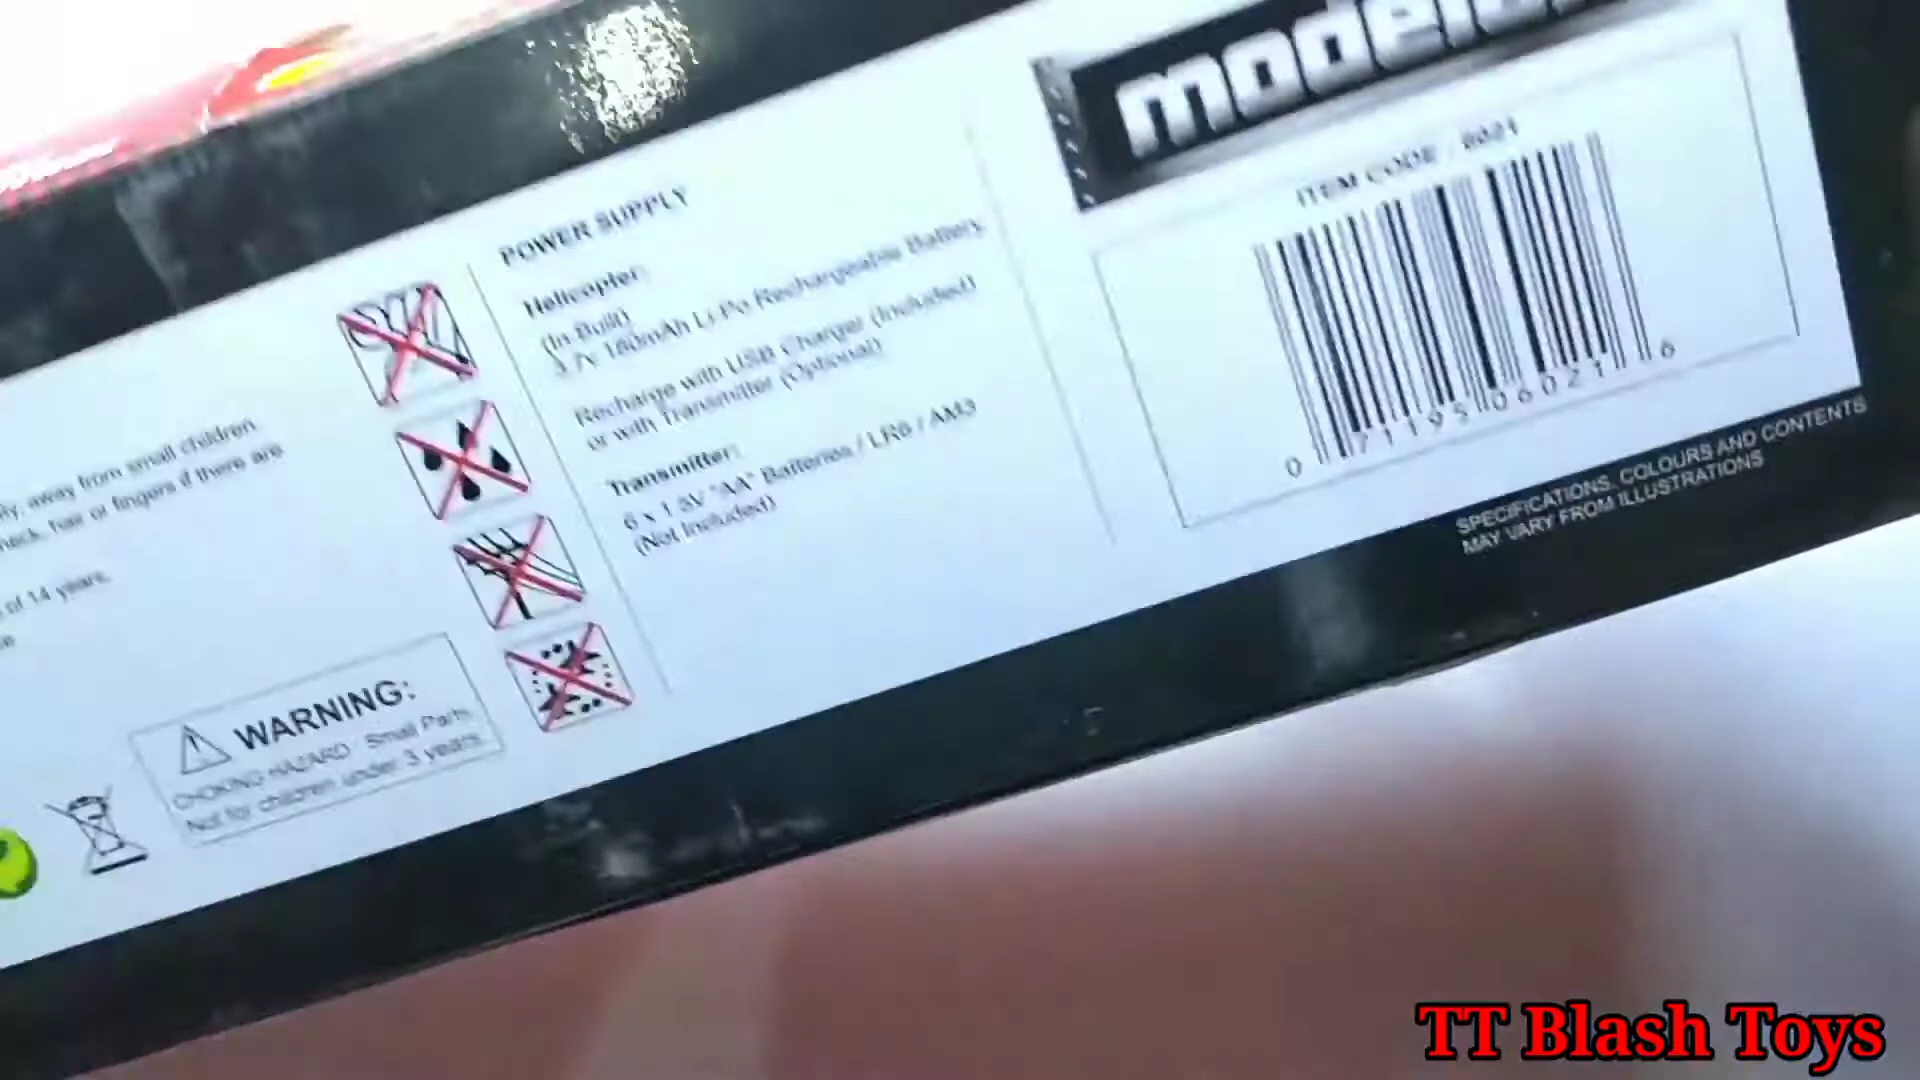 ly, away from small children.
neck, hair or fingers if there are
of 14 years.
WARNING:
CHOKING HAZARD: Small Parts
Not for children under 3 years.
POWER SUPPLY
Helicopter:
(In Built)
3.7v 180mAh Li.Po Rechargeable Battery.
Recharge with USB Charger (Included)
or with Transmitter (Optional)
Transmitter:
6 x 1.5V "AA" Batteries / LR6 / AM3
(Not Included)
ITEM CODE : 6021
0 71195 06021 6
SPECIFICATIONS, COLOURS AND CONTENTS
MAY VARY FROM ILLUSTRATIONS
TT Blash Toys